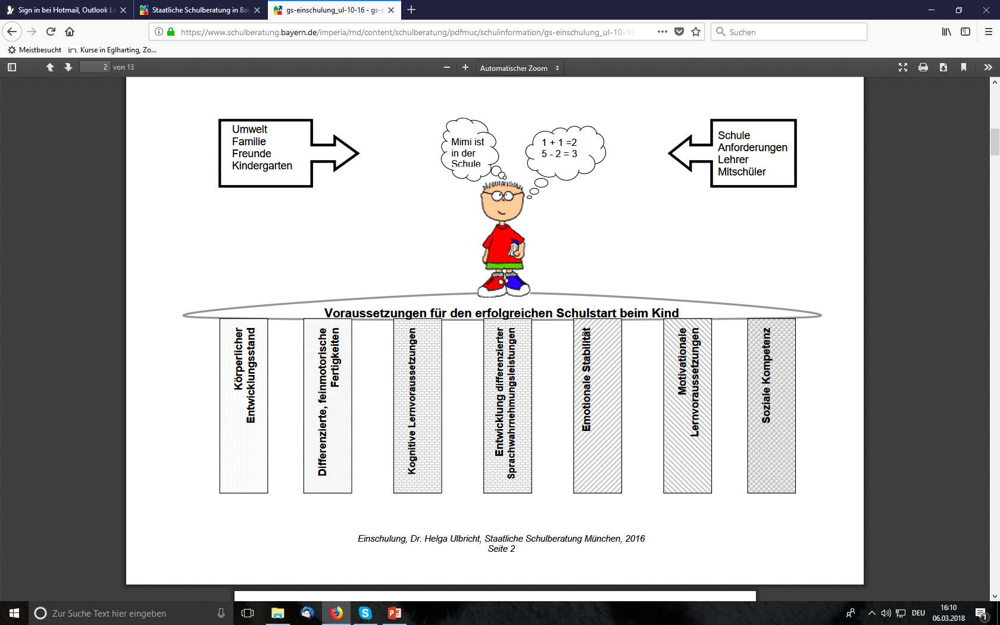 Sign in bei Hotmail, Outlook Lo
Staatliche Schulberatung in Bay
gs-einschulung_ul-10-16 - gs-e
https://www.schulberatung.bayern.de/imperia/md/content/schulberatung/pdfmuc/schulinformation/gs-einschulung_ul-10-16
Suchen
Meistbesucht
Kurse in Eglharting, Zo...
2 von 13
Automatischer Zoom
Umwelt
Familie
Freunde
Kindergarten
Mimi ist
in der
Schule
1 + 1 =2
5 - 2 = 3
Schule
Anforderungen
Lehrer
Mitschüler
Voraussetzungen für den erfolgreichen Schulstart beim Kind
Körperlicher
Entwicklungsstand
Differenzierte, feinmotorische
Fertigkeiten
Kognitive Lernvoraussetzungen
Entwicklung differenzierter
Sprachwahrnehmungsleistungen
Emotionale Stabilität
Motivationale
Lernvoraussetzungen
Soziale Kompetenz
Einschulung, Dr. Helga Ulbricht, Staatliche Schulberatung München, 2016
Seite 2
Zur Suche Text hier eingeben
DEU
16:10
06.03.2018
1